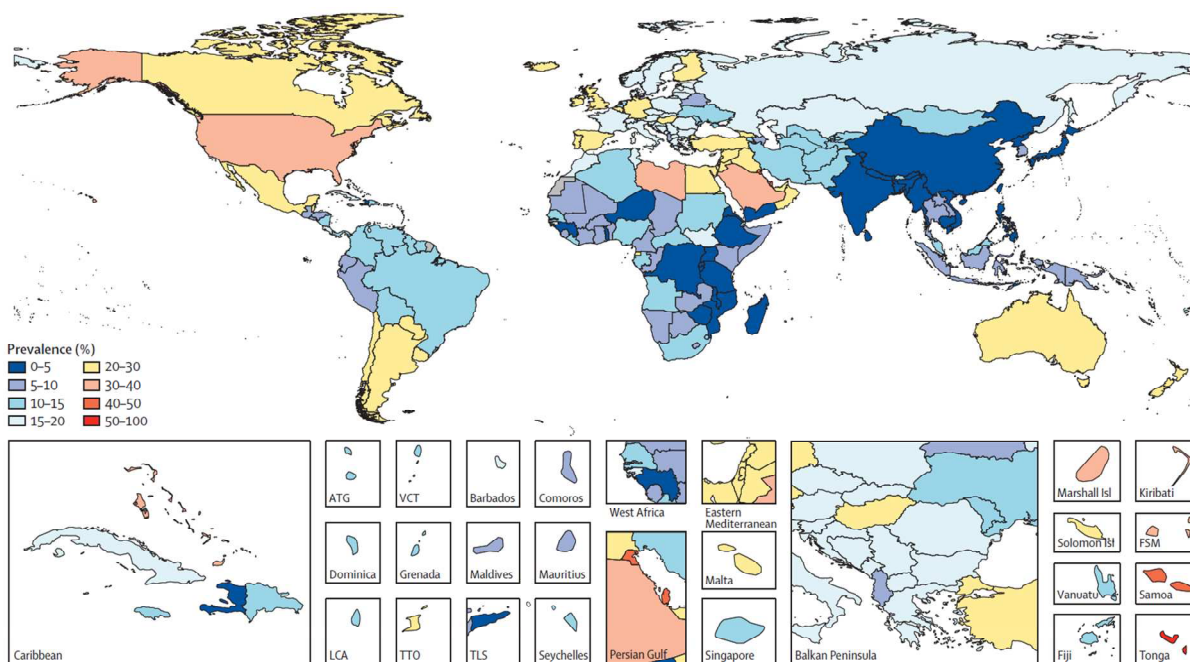 Prevalence (%)
0–5
5–10
10–15
15–20
20–30
30–40
40–50
50–100
Caribbean
ATG
VCT
Barbados
Comoros
West Africa
Eastern
Mediterranean
Marshall Isl
Kiribati
Dominica
Grenada
Maldives
Mauritius
Malta
Solomon Isl
FSM
Vanuatu
Samoa
LCA
TTO
TLS
Seychelles
Persian Gulf
Singapore
Balkan Peninsula
Fiji
Tonga